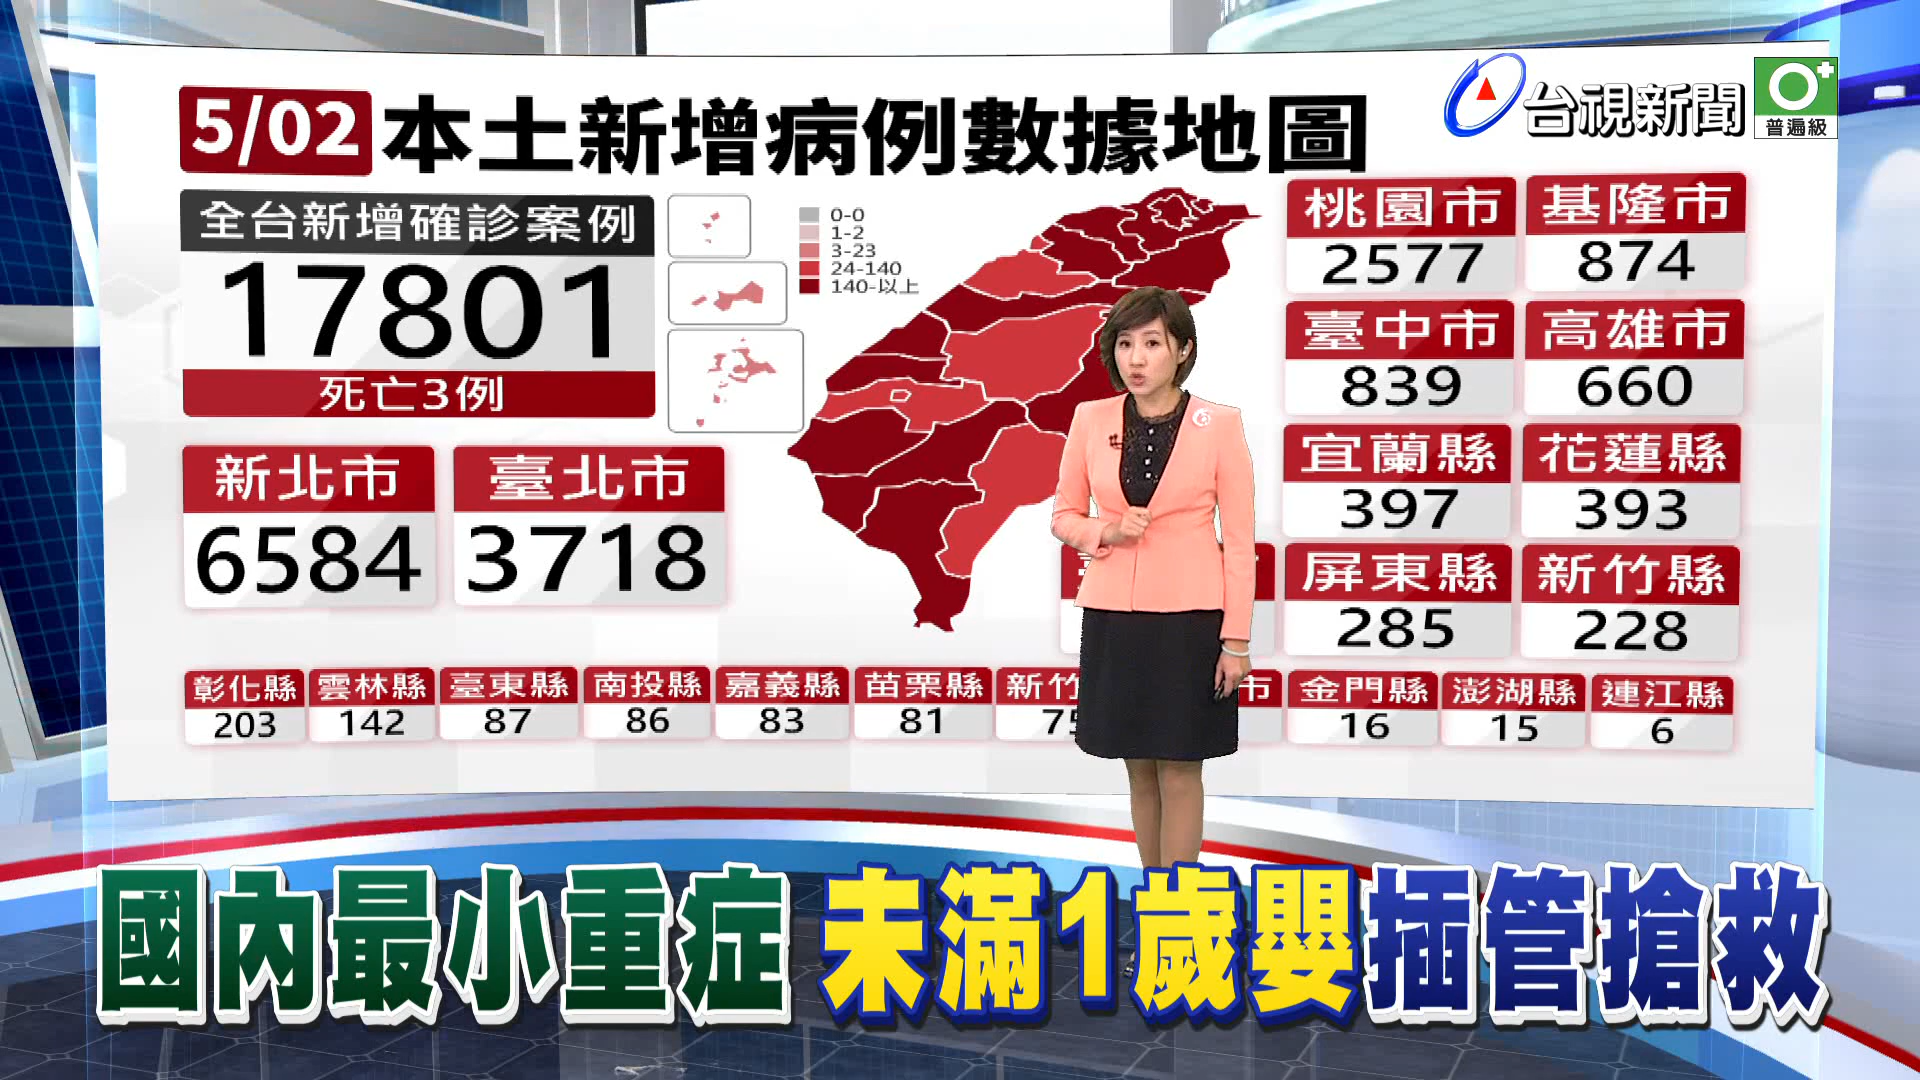 5/02 本土新增病例數據地圖
台視新聞
普遍級
全台新增確診案例
17801
死亡3例
0-0
1-2
3-23
24-140
140-以上
新北市
6584
臺北市
3718
桃園市
2577
基隆市
874
臺中市
839
高雄市
660
宜蘭縣
397
花蓮縣
393
屏東縣
285
新竹縣
228
彰化縣
203
雲林縣
142
臺東縣
87
南投縣
86
嘉義縣
83
苗栗縣
81
新竹
市
金門縣
16
澎湖縣
15
連江縣
6
國內最小重症 未滿1歲嬰插管搶救